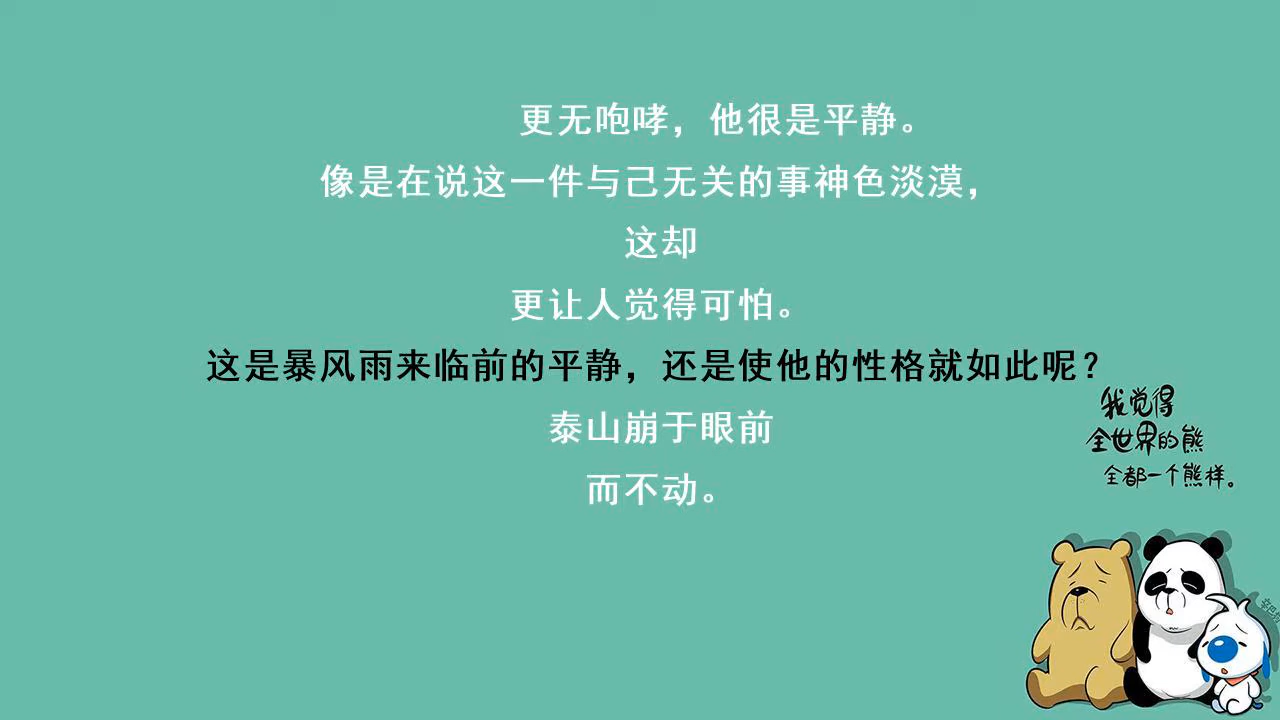 更无咆哮，他很是平静。
像是在说这一件与己无关的事神色淡漠，
这却
更让人觉得可怕。
这是暴风雨来临前的平静，还是使他的性格就如此呢？
泰山崩于眼前
而不动。
我觉得
全世界的熊
全都一个熊样。